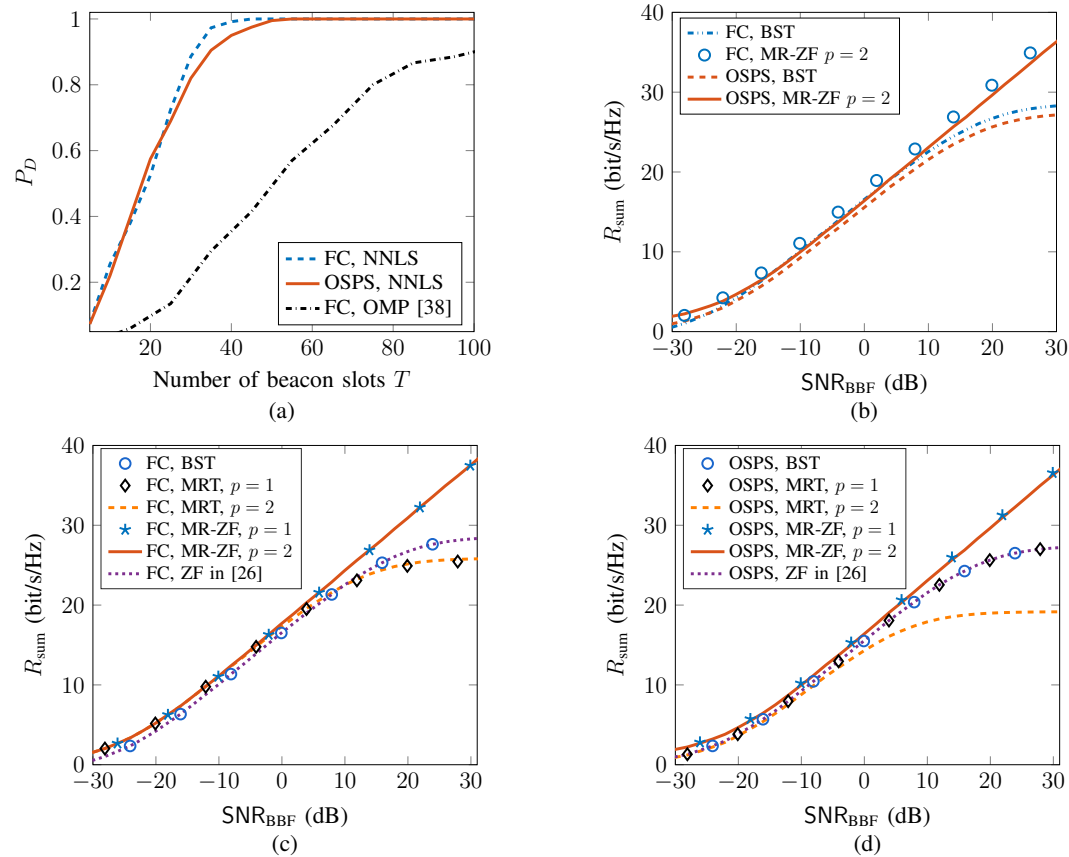 1
0.8
0.6
0.4
0.2
P_D
20
40
60
80
100
Number of beacon slots T
FC, NNLS
OSPS, NNLS
FC, OMP [38]
(a)
40
30
20
10
0
R_sum (bit/s/Hz)
−30
−20
−10
0
10
20
30
SNR_BBF (dB)
FC, BST
FC, MR-ZF p = 2
OSPS, BST
OSPS, MR-ZF p = 2
(b)
40
30
20
10
0
R_sum (bit/s/Hz)
−30
−20
−10
0
10
20
30
SNR_BBF (dB)
FC, BST
FC, MRT, p = 1
FC, MRT, p = 2
FC, MR-ZF, p = 1
FC, MR-ZF, p = 2
FC, ZF in [26]
(c)
40
30
20
10
0
R_sum (bit/s/Hz)
−30
−20
−10
0
10
20
30
SNR_BBF (dB)
OSPS, BST
OSPS, MRT, p = 1
OSPS, MRT, p = 2
OSPS, MR-ZF, p = 1
OSPS, MR-ZF, p = 2
OSPS, ZF in [26]
(d)